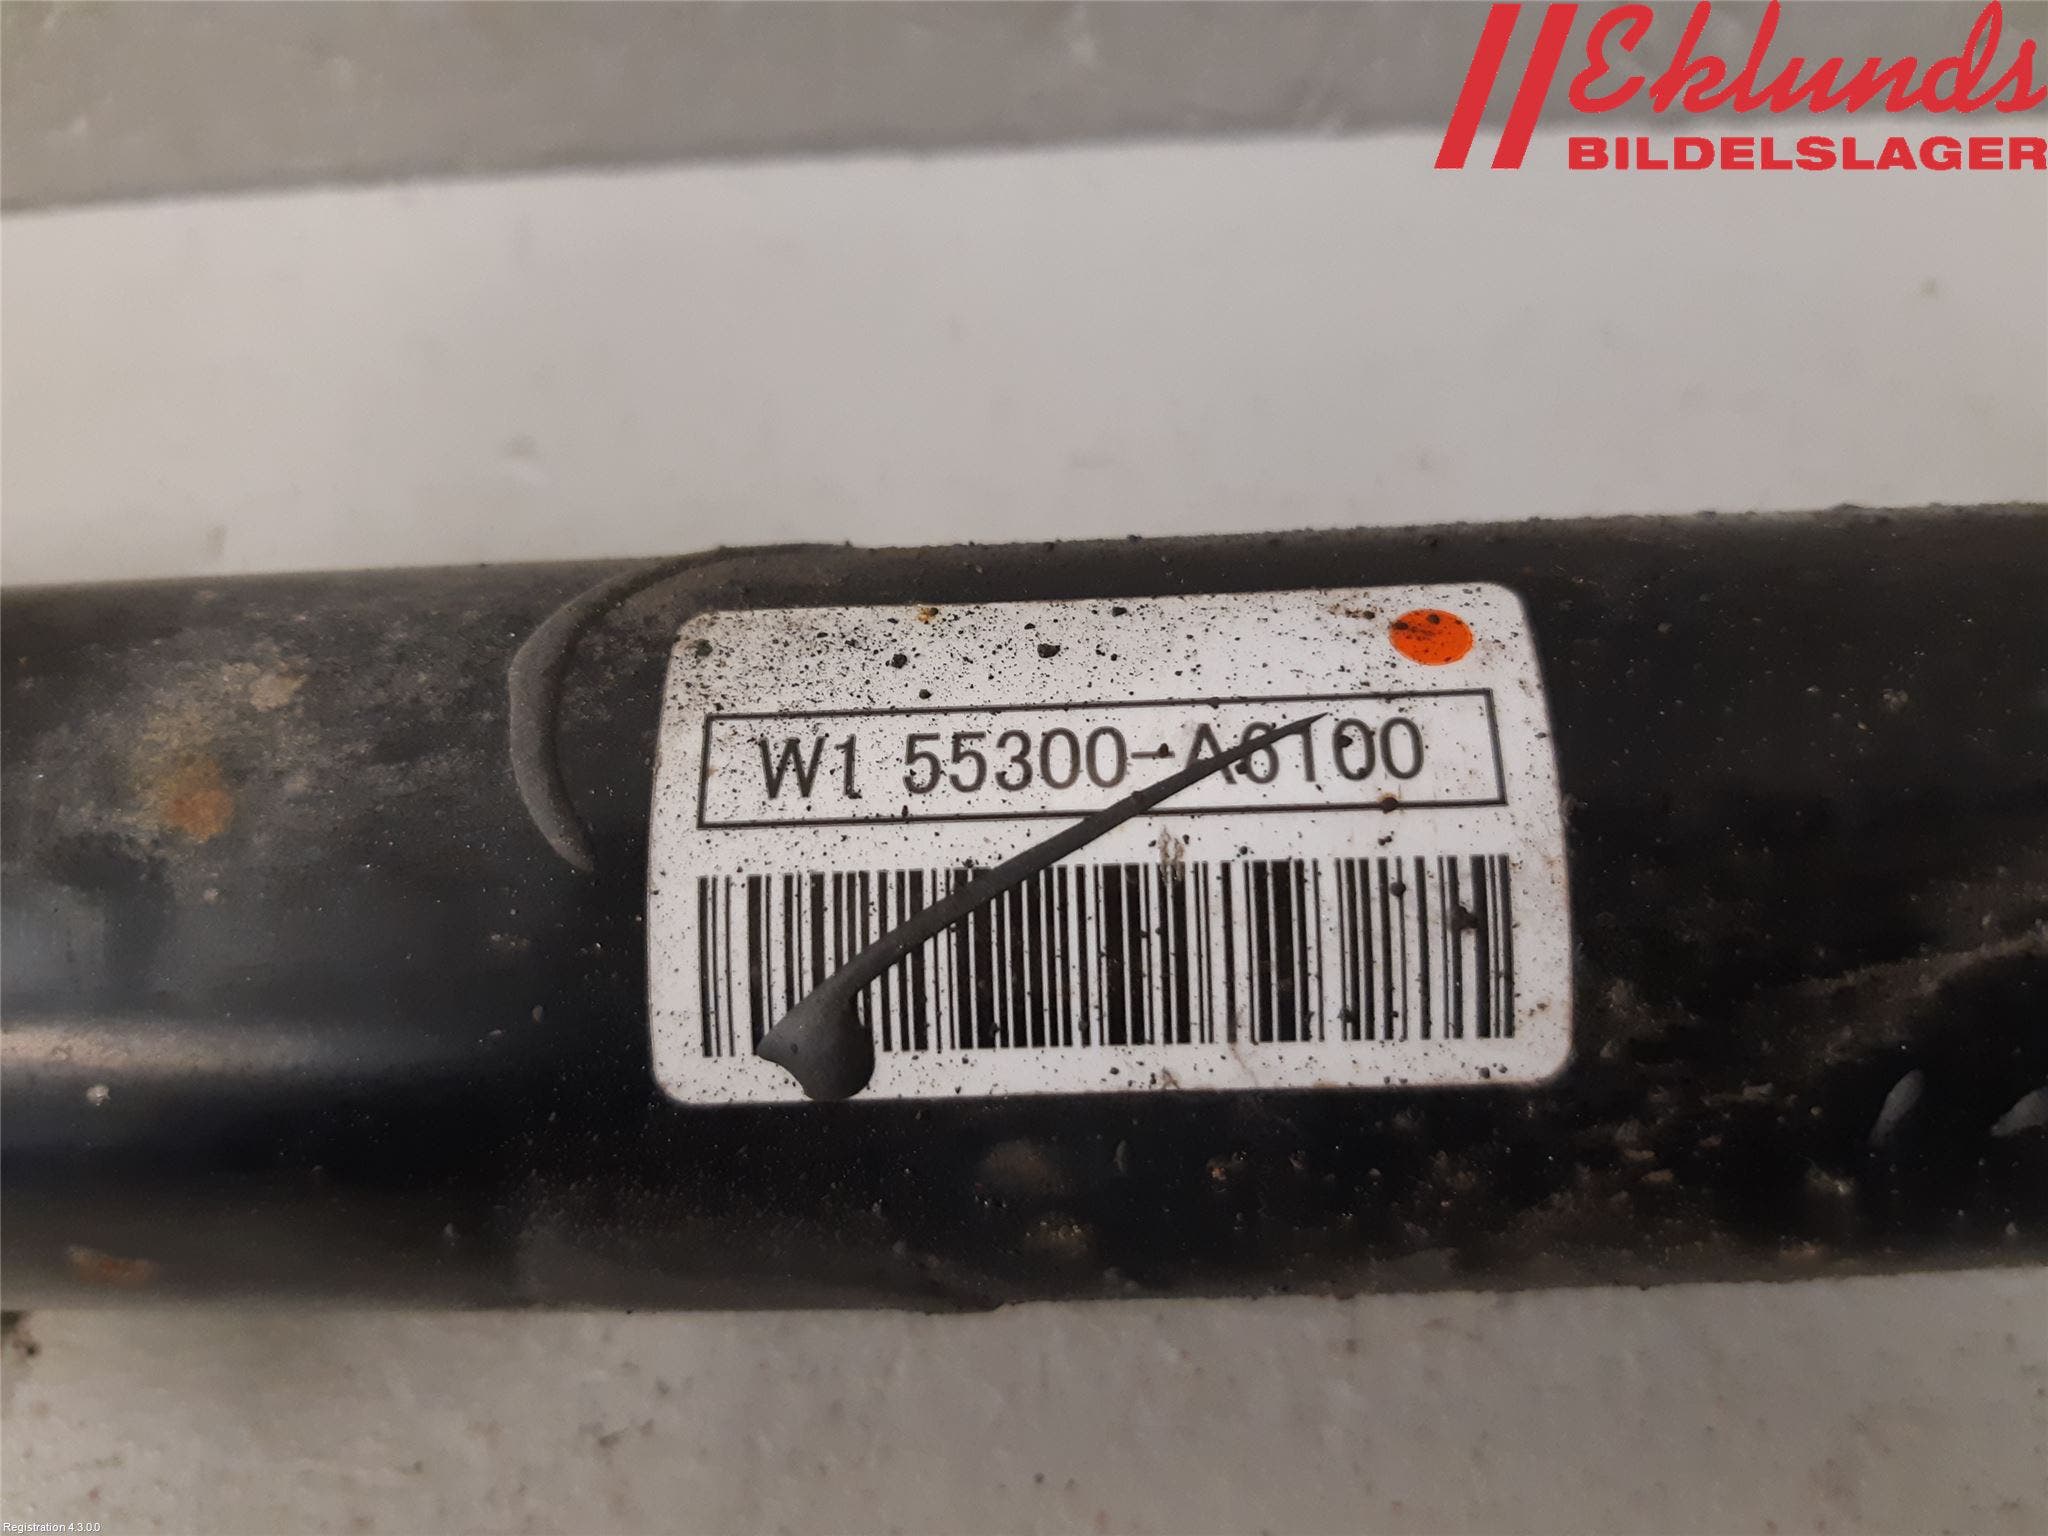 Eklunds
BILDELSLAGER
W1 55300-A6100
Registration 4.3.0.0